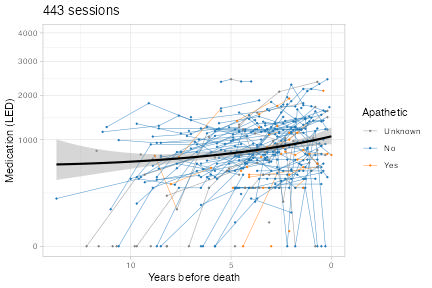 443 sessions
4000
3000
2000
1000
0
Medication (LED)
10
5
0
Years before death
Apathetic
Unknown
No
Yes